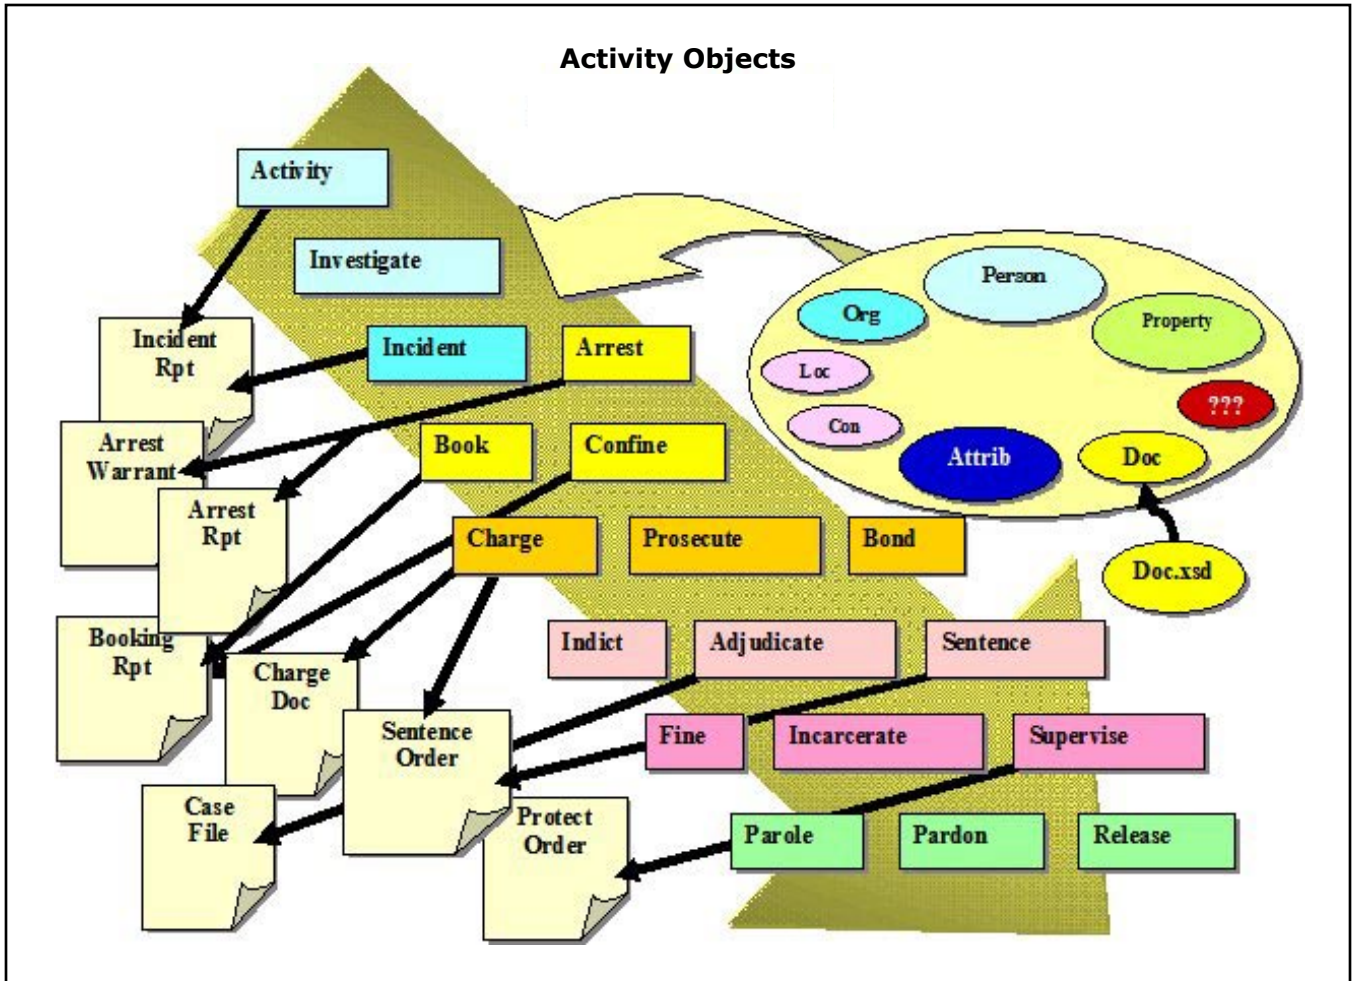 Activity Objects
Activity
Investigate
Incident
Rpt
Incident
Arrest
Arrest
Warrant
Book
Confine
Arrest
Rpt
Charge
Prosecute
Bond
Booking
Rpt
Charge
Doc
Indict
Adjudicate
Sentence
Sentence
Order
Fine
Incarcerate
Supervise
Case
File
Protect
Order
Parole
Pardon
Release
Person
Org
Property
Loc
???
Con
Attrib
Doc
Doc.xsd